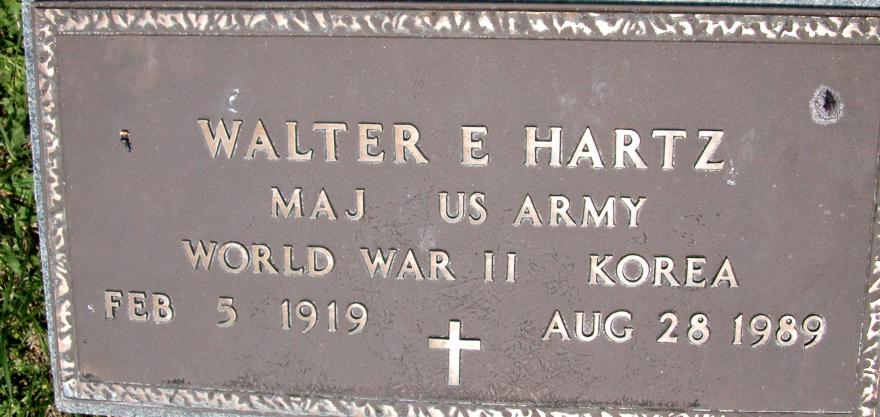 WALTER E HARTZ
MAJ US ARMY
WORLD WAR II KOREA
FEB 5 1919 AUG 28 1989